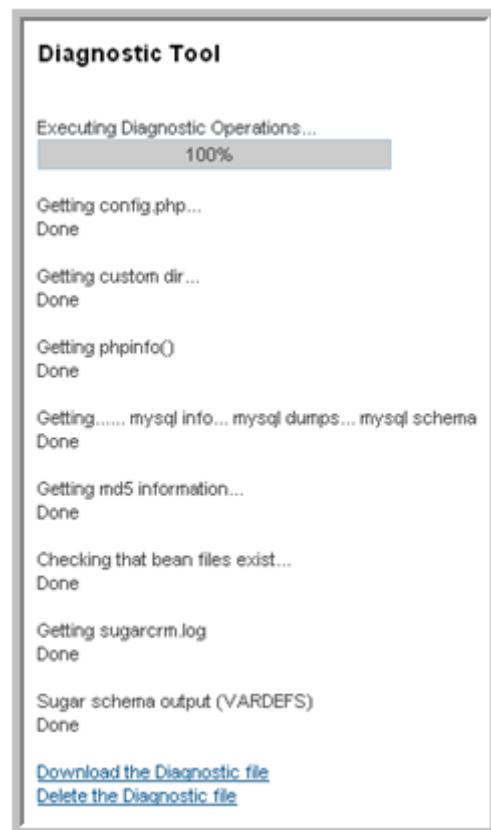 Diagnostic Tool
Executing Diagnostic Operations...
100%
Getting config.php...
Done
Getting custom dir...
Done
Getting phpinfo()
Done
Getting...... mysql info... mysql dumps... mysql schema
Done
Getting md5 information...
Done
Checking that bean files exist...
Done
Getting sugarcrm.log
Done
Sugar schema output (VARDEFS)
Done
Download the Diagnostic file
Delete the Diagnostic file